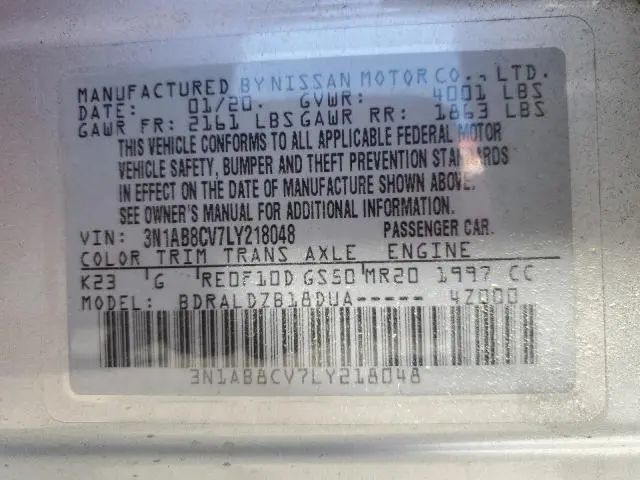 MANUFACTURED BY NISSAN MOTOR CO., LTD.
DATE: 01/20. GVWR: 4001 LBS
GAWR FR: 2161 LBS GAWR RR: 1863 LBS
THIS VEHICLE CONFORMS TO ALL APPLICABLE FEDERAL MOTOR
VEHICLE SAFETY, BUMPER AND THEFT PREVENTION STANDARDS
IN EFFECT ON THE DATE OF MANUFACTURE SHOWN ABOVE.
SEE OWNER'S MANUAL FOR ADDITIONAL INFORMATION.
VIN: 3N1AB8CV7LY218048 PASSENGER CAR.
COLOR TRIM TRANS AXLE ENGINE
K23 G RE0F10D GS50 MR20 1997 CC
MODEL: BDRALDZB18DUA----- 4Z000
3N1AB8CV7LY218048